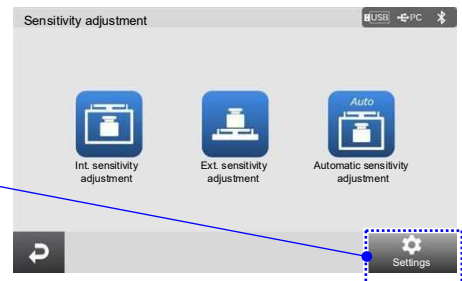 Sensitivity adjustment
USB PC
Auto
Int. sensitivity
adjustment
Ext. sensitivity
adjustment
Automatic sensitivity
adjustment
Settings